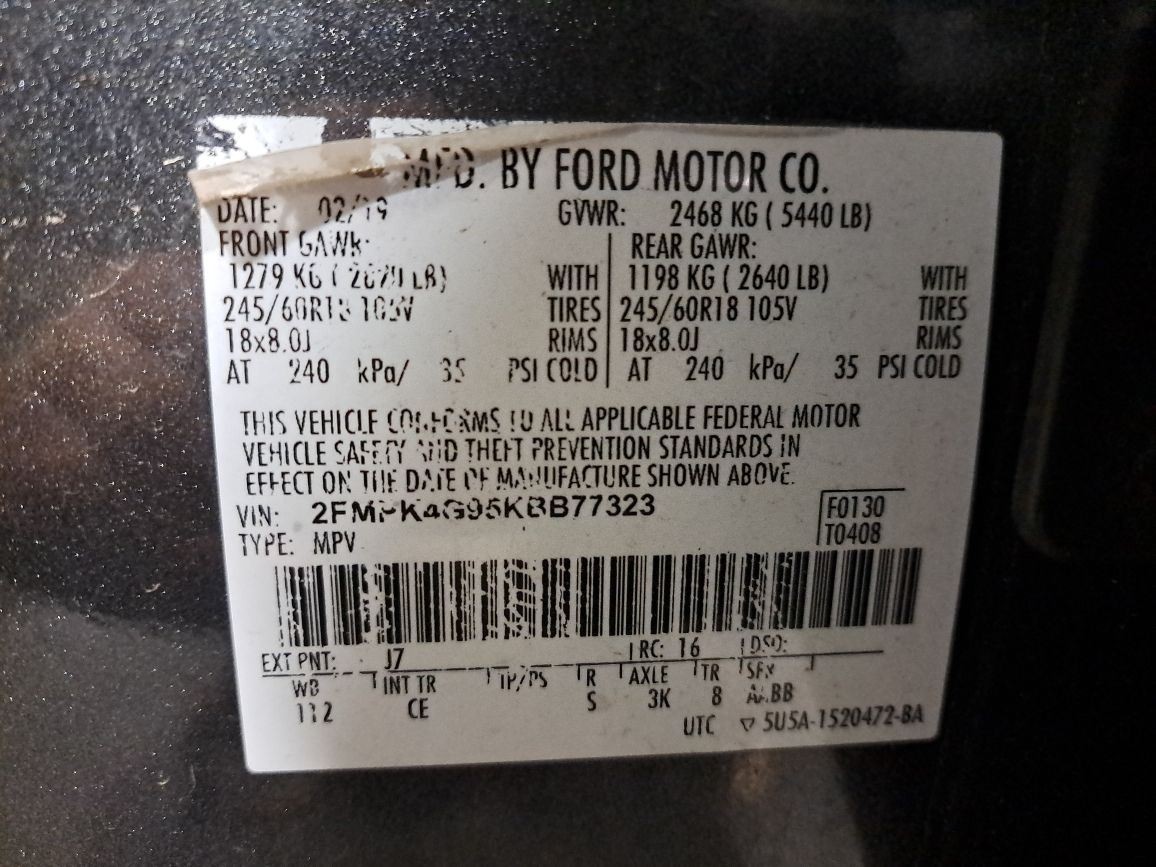 MFD. BY FORD MOTOR CO.
DATE: 02/19 GVWR: 2468 KG ( 5440 LB)
FRONT GAWR: REAR GAWR:
1279 KG ( 2820 LB) WITH 1198 KG ( 2640 LB) WITH
245/60R18 105V TIRES 245/60R18 105V TIRES
18x8.0J RIMS 18x8.0J RIMS
AT 240 kPa/ 35 PSI COLD AT 240 kPa/ 35 PSI COLD
THIS VEHICLE CONFORMS TO ALL APPLICABLE FEDERAL MOTOR
VEHICLE SAFETY AND THEFT PREVENTION STANDARDS IN
EFFECT ON THE DATE OF MANUFACTURE SHOWN ABOVE.
VIN: 2FMPK4G95KBB77323 F0130
TYPE: MPV T0408
EXT PNT: J7 RC: 16 DSO:
WB INT TR TP/PS R AXLE TR SFX
112 CE S 3K 8 AABB
UTC ▽ 5U5A-1520472-BA